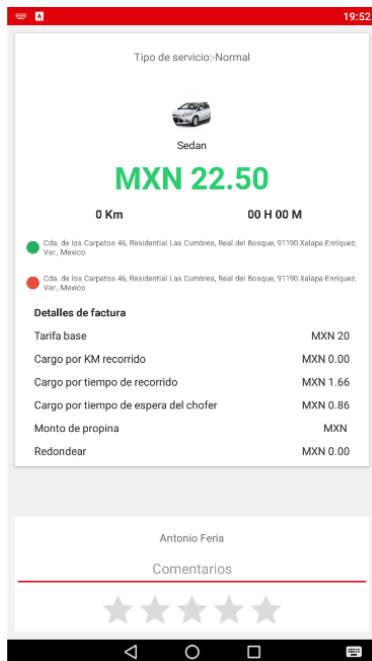 19:52
Tipo de servicio:-Normal
Sedan
MXN 22.50
0 Km 00 H 00 M
Cda. de los Carpatos 46, Residential Las Cumbres, Real del Bosque, 91190 Xalapa-Enríquez,
Ver., Mexico
Cda. de los Carpatos 46, Residential Las Cumbres, Real del Bosque, 91190 Xalapa-Enríquez,
Ver., Mexico
Detalles de factura
Tarifa base MXN 20
Cargo por KM recorrido MXN 0.00
Cargo por tiempo de recorrido MXN 1.66
Cargo por tiempo de espera del chofer MXN 0.86
Monto de propina MXN
Redondear MXN 0.00
Antonio Feria
Comentarios